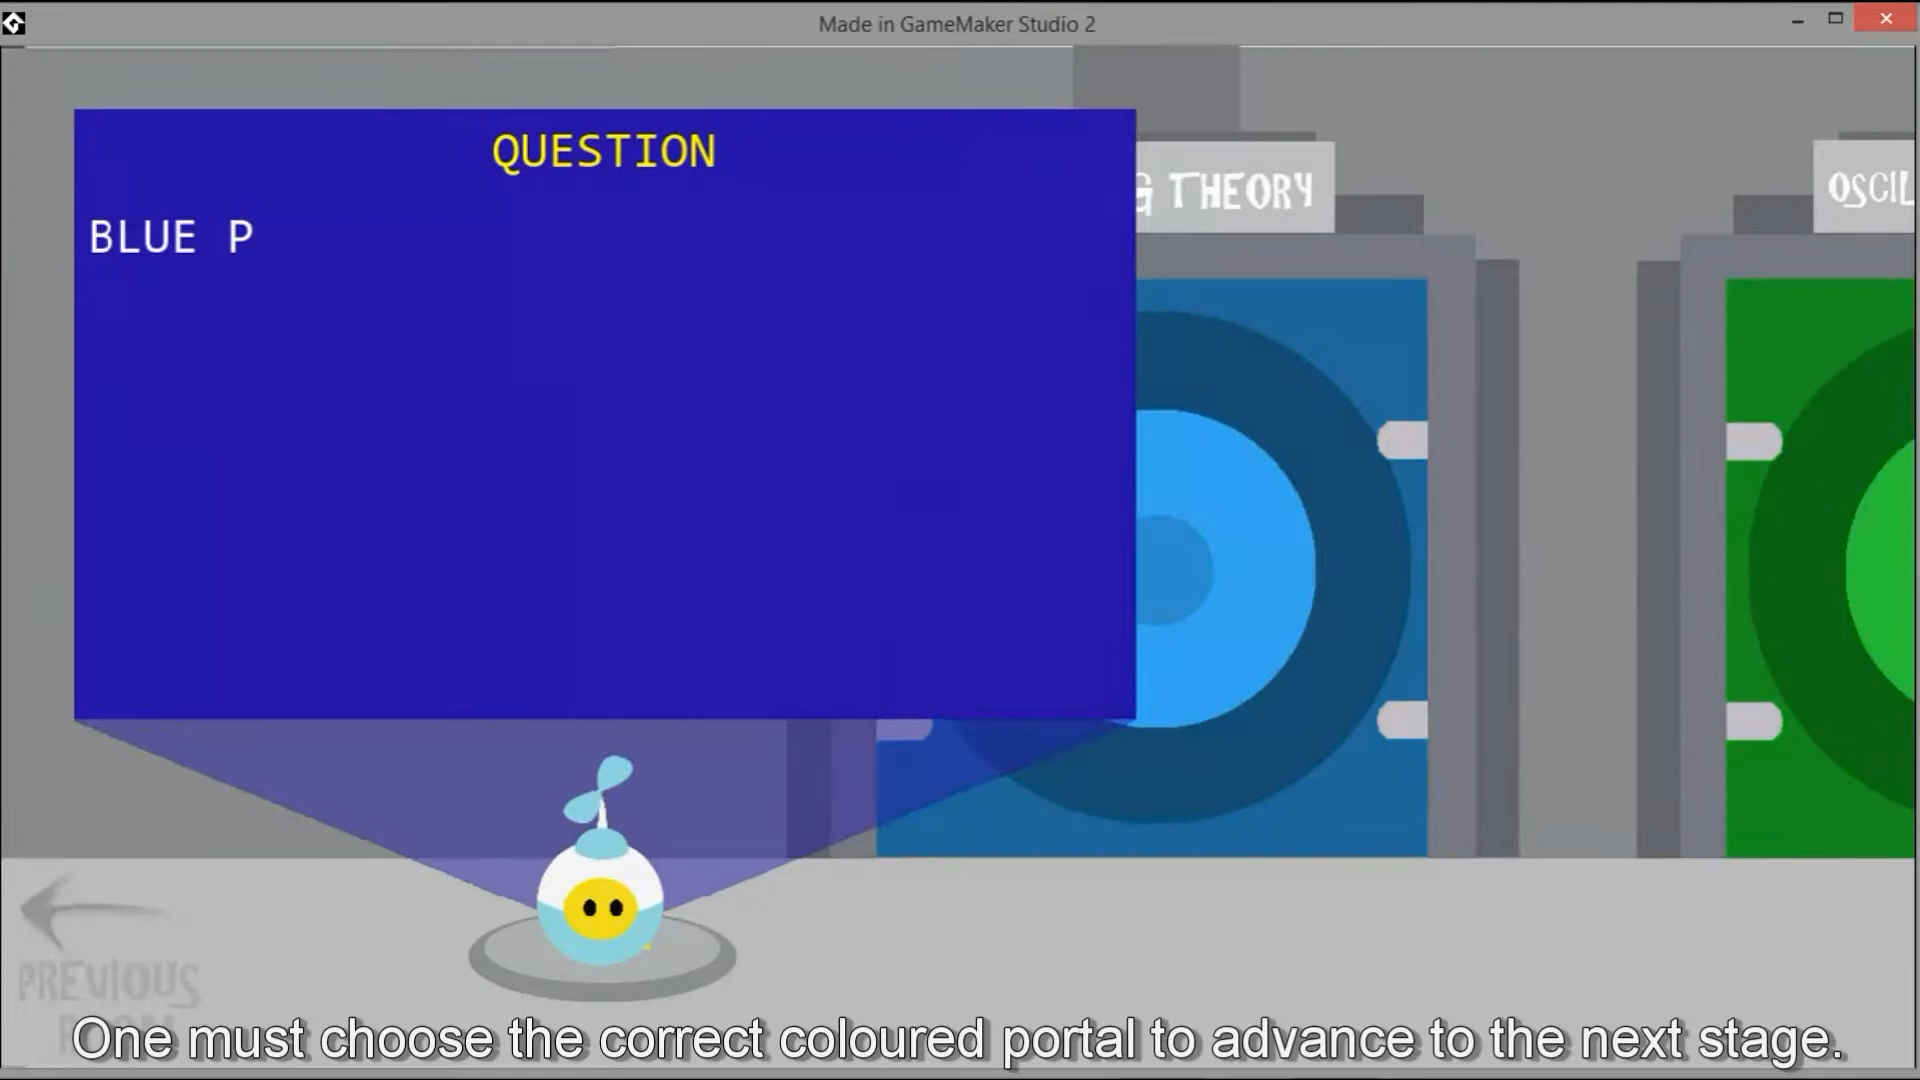 Made in GameMaker Studio 2
QUESTION
BLUE P
G THEORY
OSCIL
PREVIOUS
ROOM
One must choose the correct coloured portal to advance to the next stage.